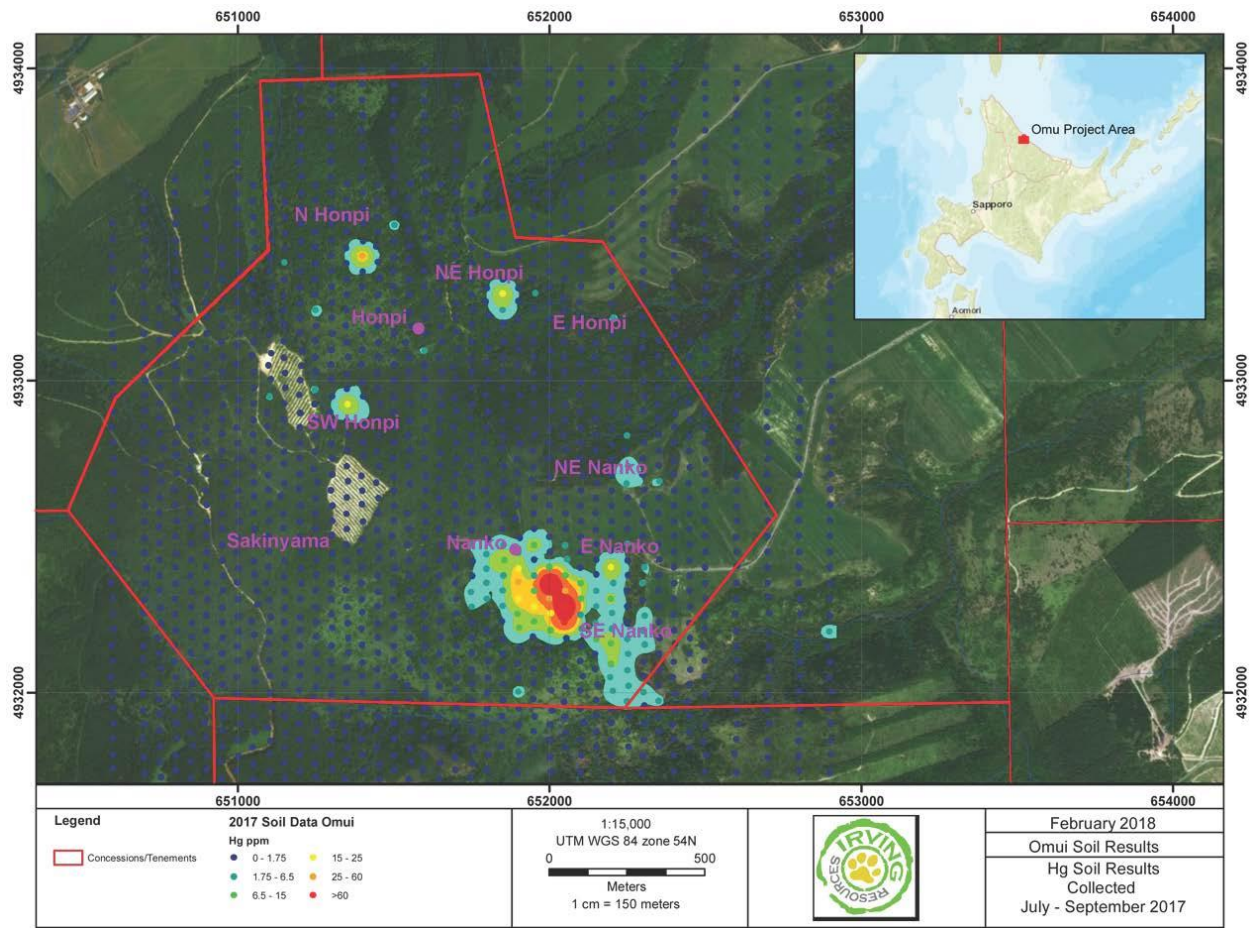 651000
652000
653000
654000
4934000
4934000
Omu Project Area
Sapporo
Aomori
N Honpi
NE Honpi
Honpi
E Honpi
4933000
4933000
SW Honpi
NE Nanko
Sakinyama
Nanko
E Nanko
SE Nanko
4932000
4932000
651000
652000
653000
654000
Legend
Concessions/Tenements
2017 Soil Data Omui
Hg ppm
0 - 1.75
1.75 - 6.5
6.5 - 15
15 - 25
25 - 60
>60
1:15,000
UTM WGS 84 zone 54N
0 500
Meters
1 cm = 150 meters
IRVING
RESOURCES
February 2018
Omui Soil Results
Hg Soil Results
Collected
July - September 2017